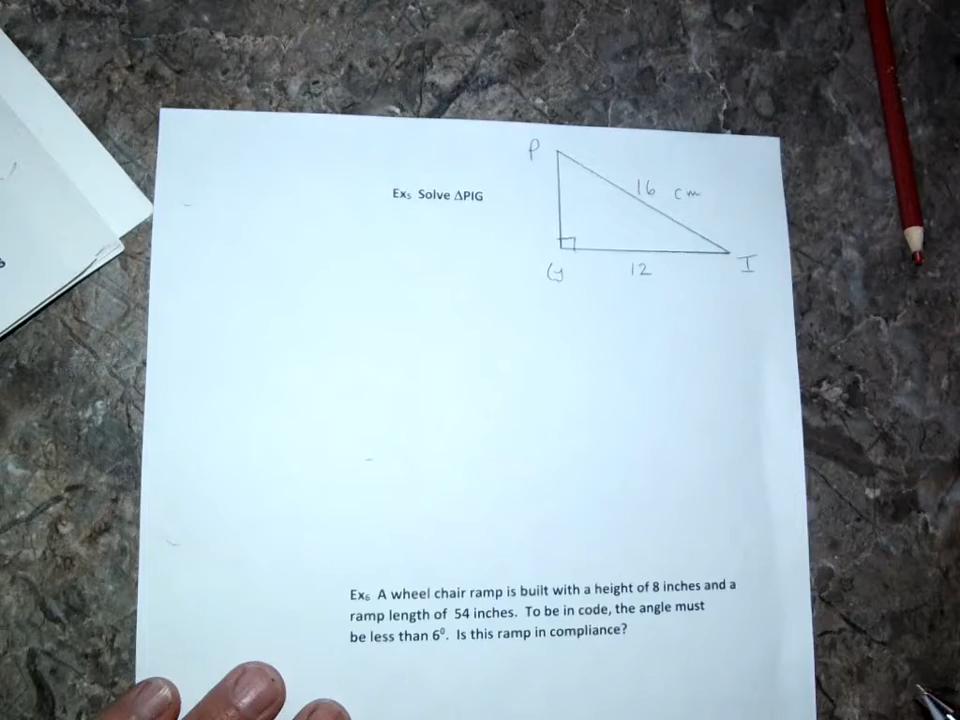 P
Ex5 Solve ΔPIG
16 cm
G
12
I
Ex6 A wheel chair ramp is built with a height of 8 inches and a
ramp length of 54 inches. To be in code, the angle must
be less than 6⁰. Is this ramp in compliance?